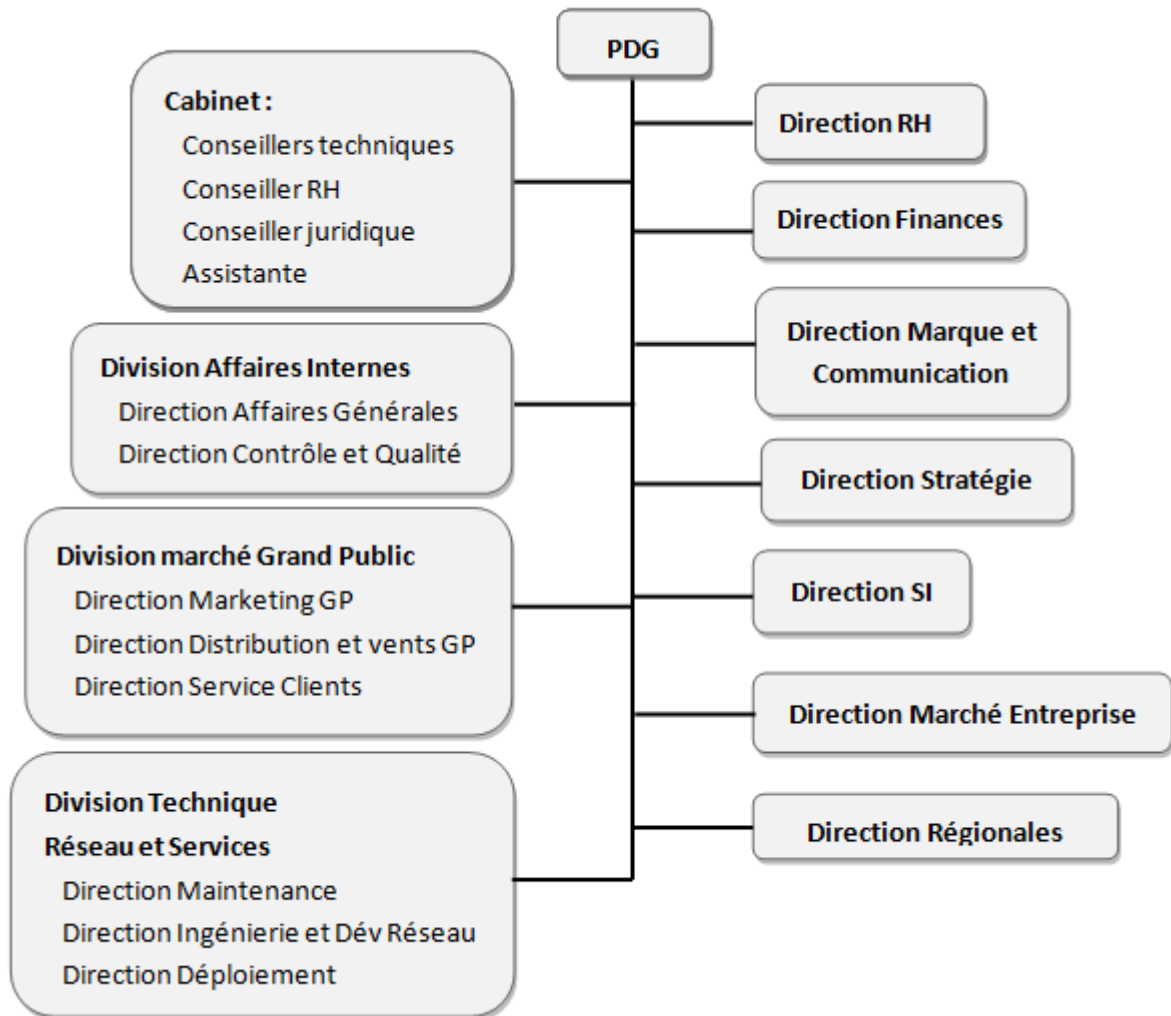 PDG
Cabinet :
Conseillers techniques
Conseiller RH
Conseiller juridique
Assistante
Division Affaires Internes
Direction Affaires Générales
Direction Contrôle et Qualité
Division marché Grand Public
Direction Marketing GP
Direction Distribution et vents GP
Direction Service Clients
Division Technique
Réseau et Services
Direction Maintenance
Direction Ingénierie et Dév Réseau
Direction Déploiement
Direction RH
Direction Finances
Direction Marque et
Communication
Direction Stratégie
Direction SI
Direction Marché Entreprise
Direction Régionales